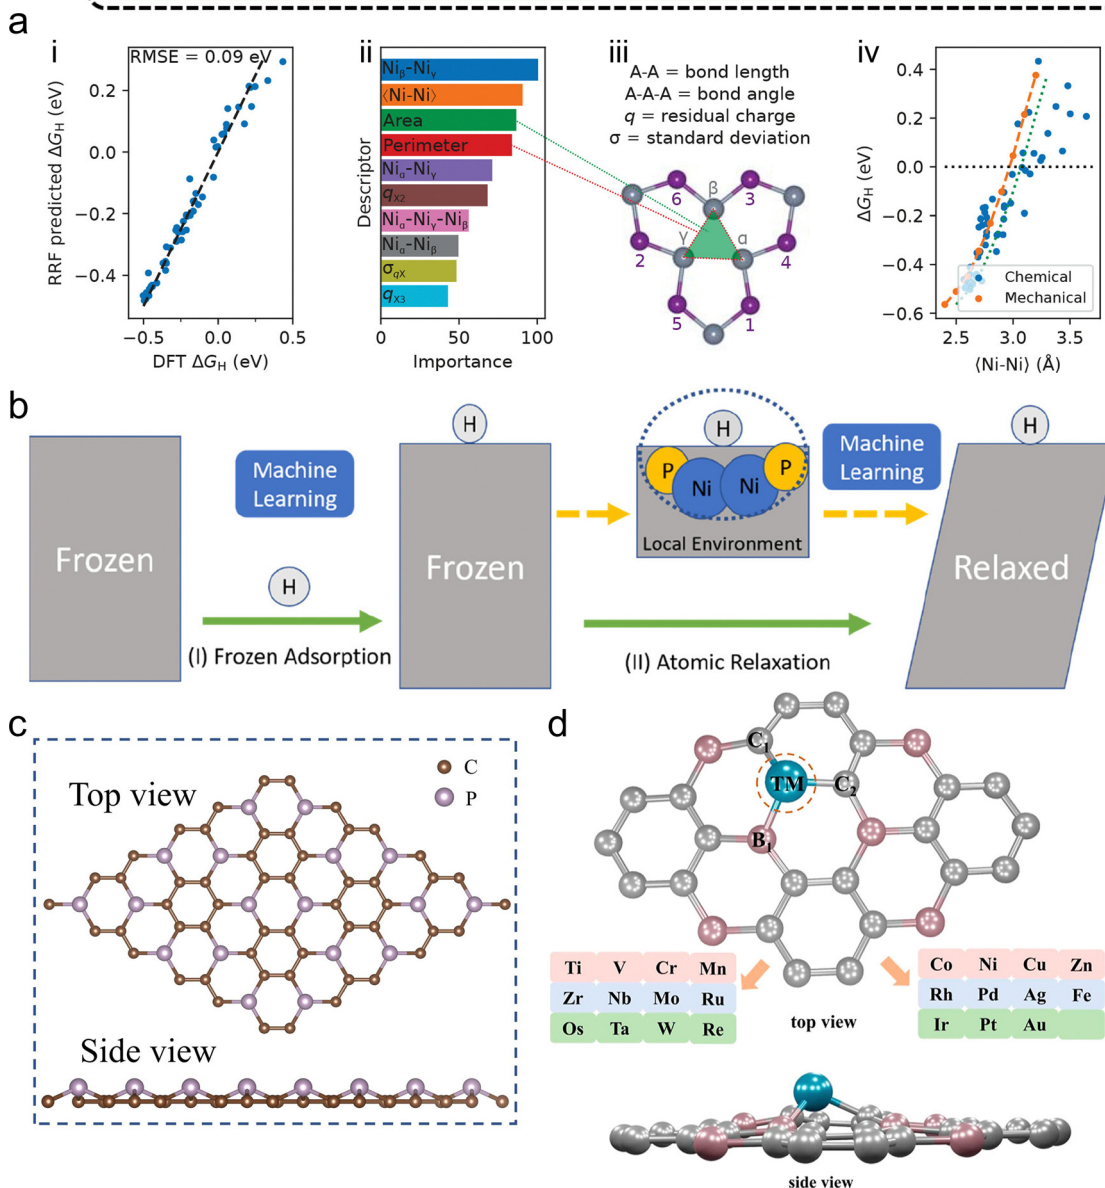 a
i
RMSE = 0.09 eV
RRF predicted ΔG_H (eV)
0.2
0.0
−0.2
−0.4
−0.5
0.0
0.5
DFT ΔG_H (eV)
ii
Descriptor
Ni_β-Ni_γ
⟨Ni-Ni⟩
Area
Perimeter
Ni_α-Ni_γ
q_X2
Ni_α-Ni_γ-Ni_β
Ni_α-Ni_β
σ_qX
q_X3
0
50
100
Importance
iii
A-A = bond length
A-A-A = bond angle
q = residual charge
σ = standard deviation
β
6
3
γ
α
2
4
5
1
iv
ΔG_H (eV)
0.4
0.2
0.0
−0.2
−0.4
−0.6
Chemical
Mechanical
2.5
3.0
3.5
⟨Ni-Ni⟩ (Å)
b
Frozen
Machine
Learning
H
(I) Frozen Adsorption
H
Frozen
H
P
Ni
Ni
P
Local Environment
Machine
Learning
(II) Atomic Relaxation
H
Relaxed
c
Top view
C
P
Side view
d
C₁
TM
C₂
B₁
Ti V Cr Mn
Zr Nb Mo Ru
Os Ta W Re
top view
Co Ni Cu Zn
Rh Pd Ag Fe
Ir Pt Au
side view